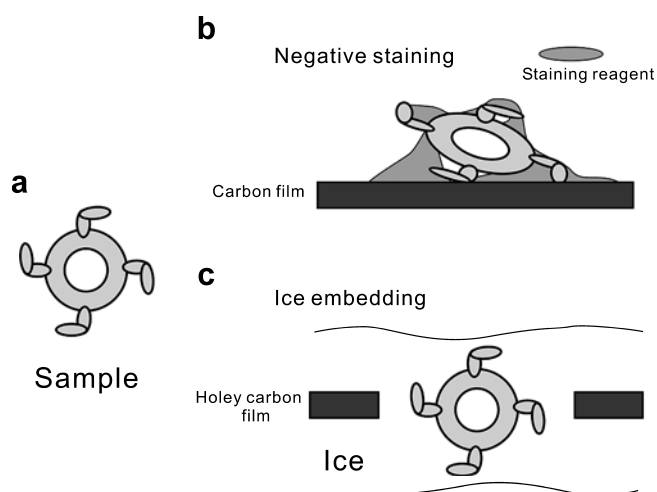 b
Negative staining
Staining reagent
Carbon film
a
Sample
c
Ice embedding
Holey carbon
film
Ice